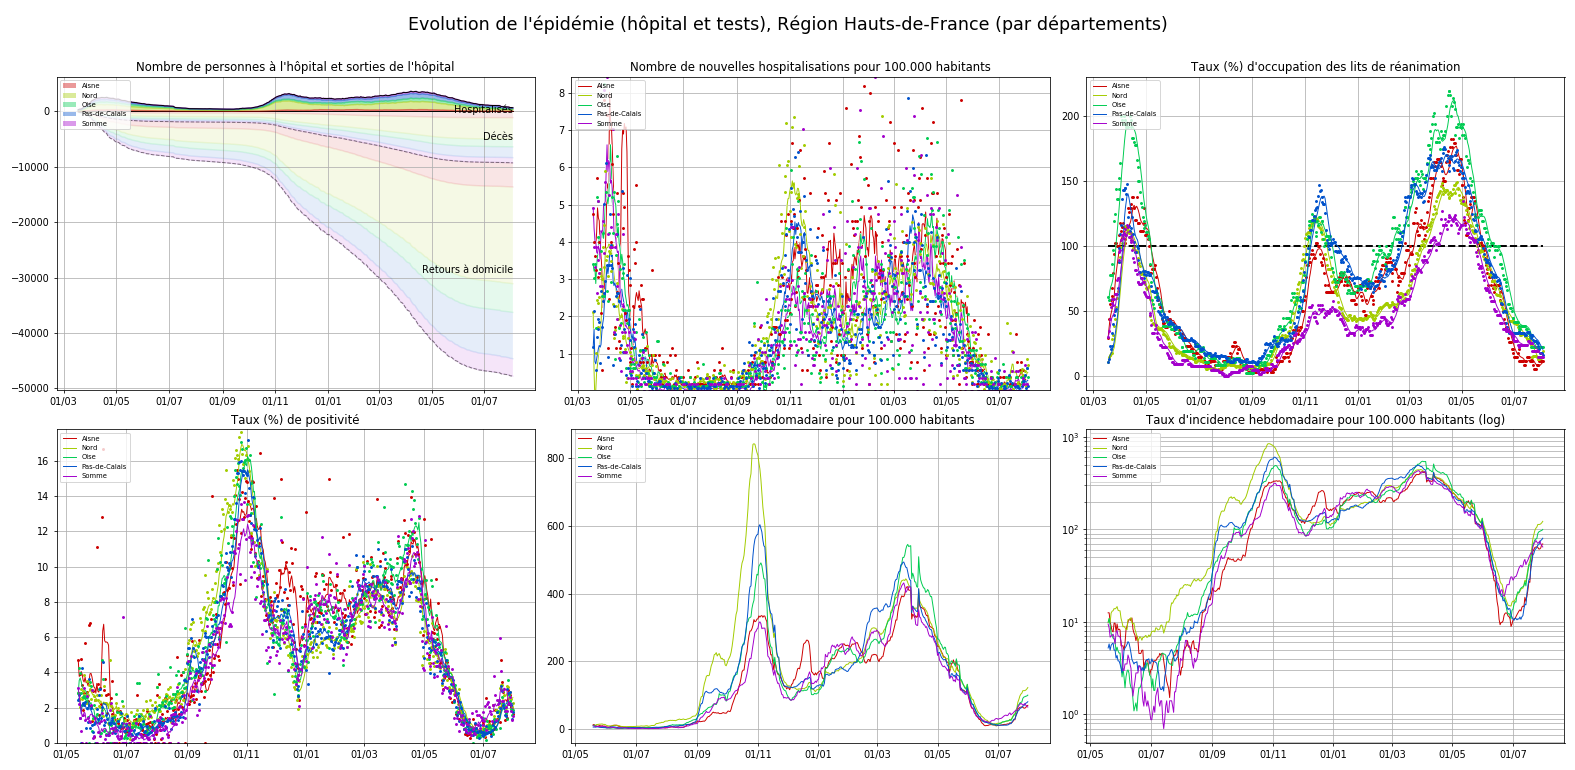 Evolution de l'épidémie (hôpital et tests), Région Hauts-de-France (par départements)
Nombre de personnes à l'hôpital et sorties de l'hôpital
Aisne
Nord
Oise
Pas-de-Calais
Somme
Hospitalisés
Décès
Retours à domicile
0
−10000
−20000
−30000
−40000
−50000
01/03 01/05 01/07 01/09 01/11 01/01 01/03 01/05 01/07
Nombre de nouvelles hospitalisations pour 100.000 habitants
Aisne
Nord
Oise
Pas-de-Calais
Somme
8
7
6
5
4
3
2
1
01/03 01/05 01/07 01/09 01/11 01/01 01/03 01/05 01/07
Taux (%) d'occupation des lits de réanimation
Aisne
Nord
Oise
Pas-de-Calais
Somme
200
150
100
50
0
01/03 01/05 01/07 01/09 01/11 01/01 01/03 01/05 01/07
Taux (%) de positivité
Aisne
Nord
Oise
Pas-de-Calais
Somme
16
14
12
10
8
6
4
2
0
01/05 01/07 01/09 01/11 01/01 01/03 01/05 01/07
Taux d'incidence hebdomadaire pour 100.000 habitants
Aisne
Nord
Oise
Pas-de-Calais
Somme
800
600
400
200
0
01/05 01/07 01/09 01/11 01/01 01/03 01/05 01/07
Taux d'incidence hebdomadaire pour 100.000 habitants (log)
Aisne
Nord
Oise
Pas-de-Calais
Somme
10³
10²
10¹
10⁰
01/05 01/07 01/09 01/11 01/01 01/03 01/05 01/07